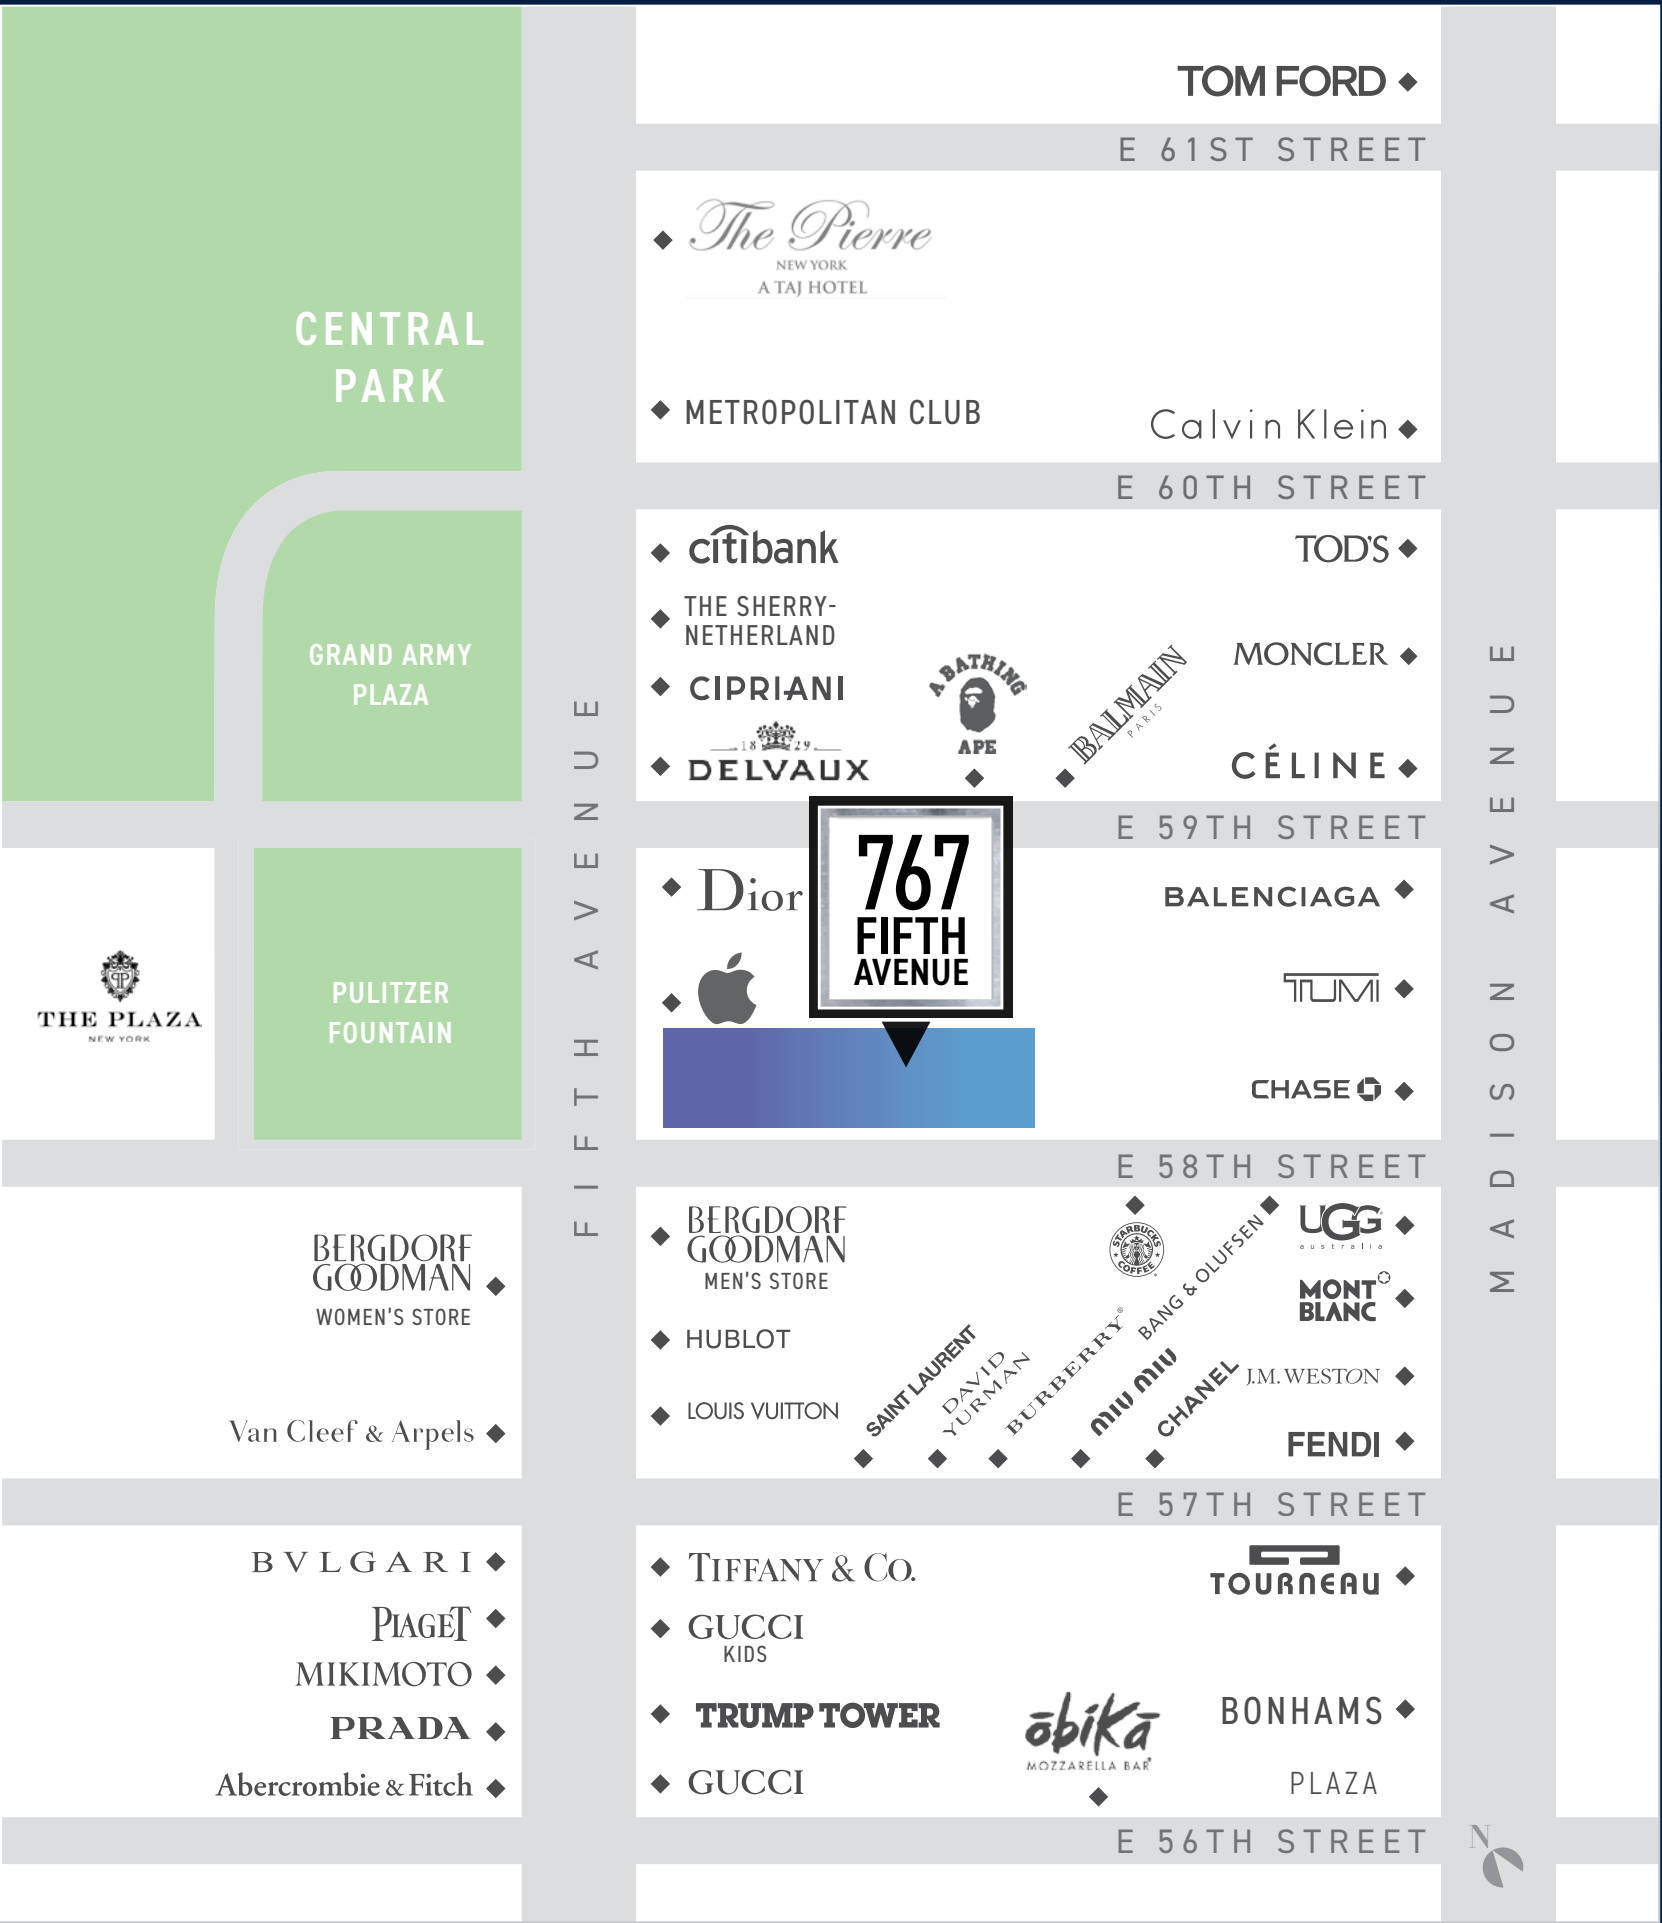 TOM FORD
E 61ST STREET
The Pierre
NEW YORK
A TAJ HOTEL
CENTRAL
PARK
METROPOLITAN CLUB
Calvin Klein
E 60TH STREET
citibank
TOD'S
THE SHERRY-
NETHERLAND
GRAND ARMY
PLAZA
CIPRIANI
A BATHING
APE
BALMAIN
PARIS
MONCLER
1829
DELVAUX
CÉLINE
FIFTH AVENUE
MADISON AVENUE
E 59TH STREET
Dior
767
FIFTH
AVENUE
BALENCIAGA
THE PLAZA
NEW YORK
PULITZER
FOUNTAIN
TUMI
CHASE
E 58TH STREET
BERGDORF
GOODMAN
WOMEN'S STORE
BERGDORF
GOODMAN
MEN'S STORE
STARBUCKS
COFFEE
BANG & OLUFSEN
UGG
australia
MONT
BLANC
HUBLOT
LOUIS VUITTON
SAINT LAURENT
DAVID
YURMAN
BURBERRY®
MIU MIU
CHANEL
J.M. WESTON
FENDI
Van Cleef & Arpels
E 57TH STREET
BVLGARI
PIAGET
MIKIMOTO
PRADA
Abercrombie & Fitch
TIFFANY & CO.
GUCCI
KIDS
TRUMP TOWER
GUCCI
TOURNEAU
ōbiKā
MOZZARELLA BAR
BONHAMS
PLAZA
E 56TH STREET
N